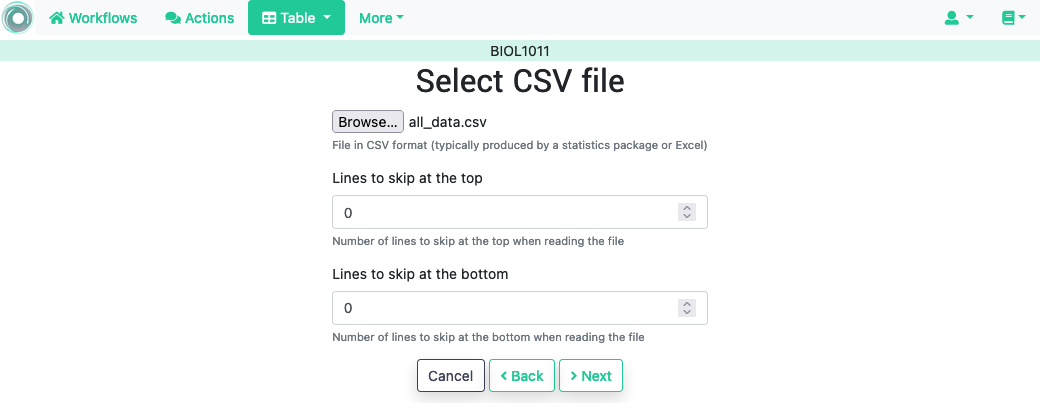 Workflows Actions Table More
BIOL1011
Select CSV file
Browse... all_data.csv
File in CSV format (typically produced by a statistics package or Excel)
Lines to skip at the top
0
Number of lines to skip at the top when reading the file
Lines to skip at the bottom
0
Number of lines to skip at the bottom when reading the file
Cancel Back Next